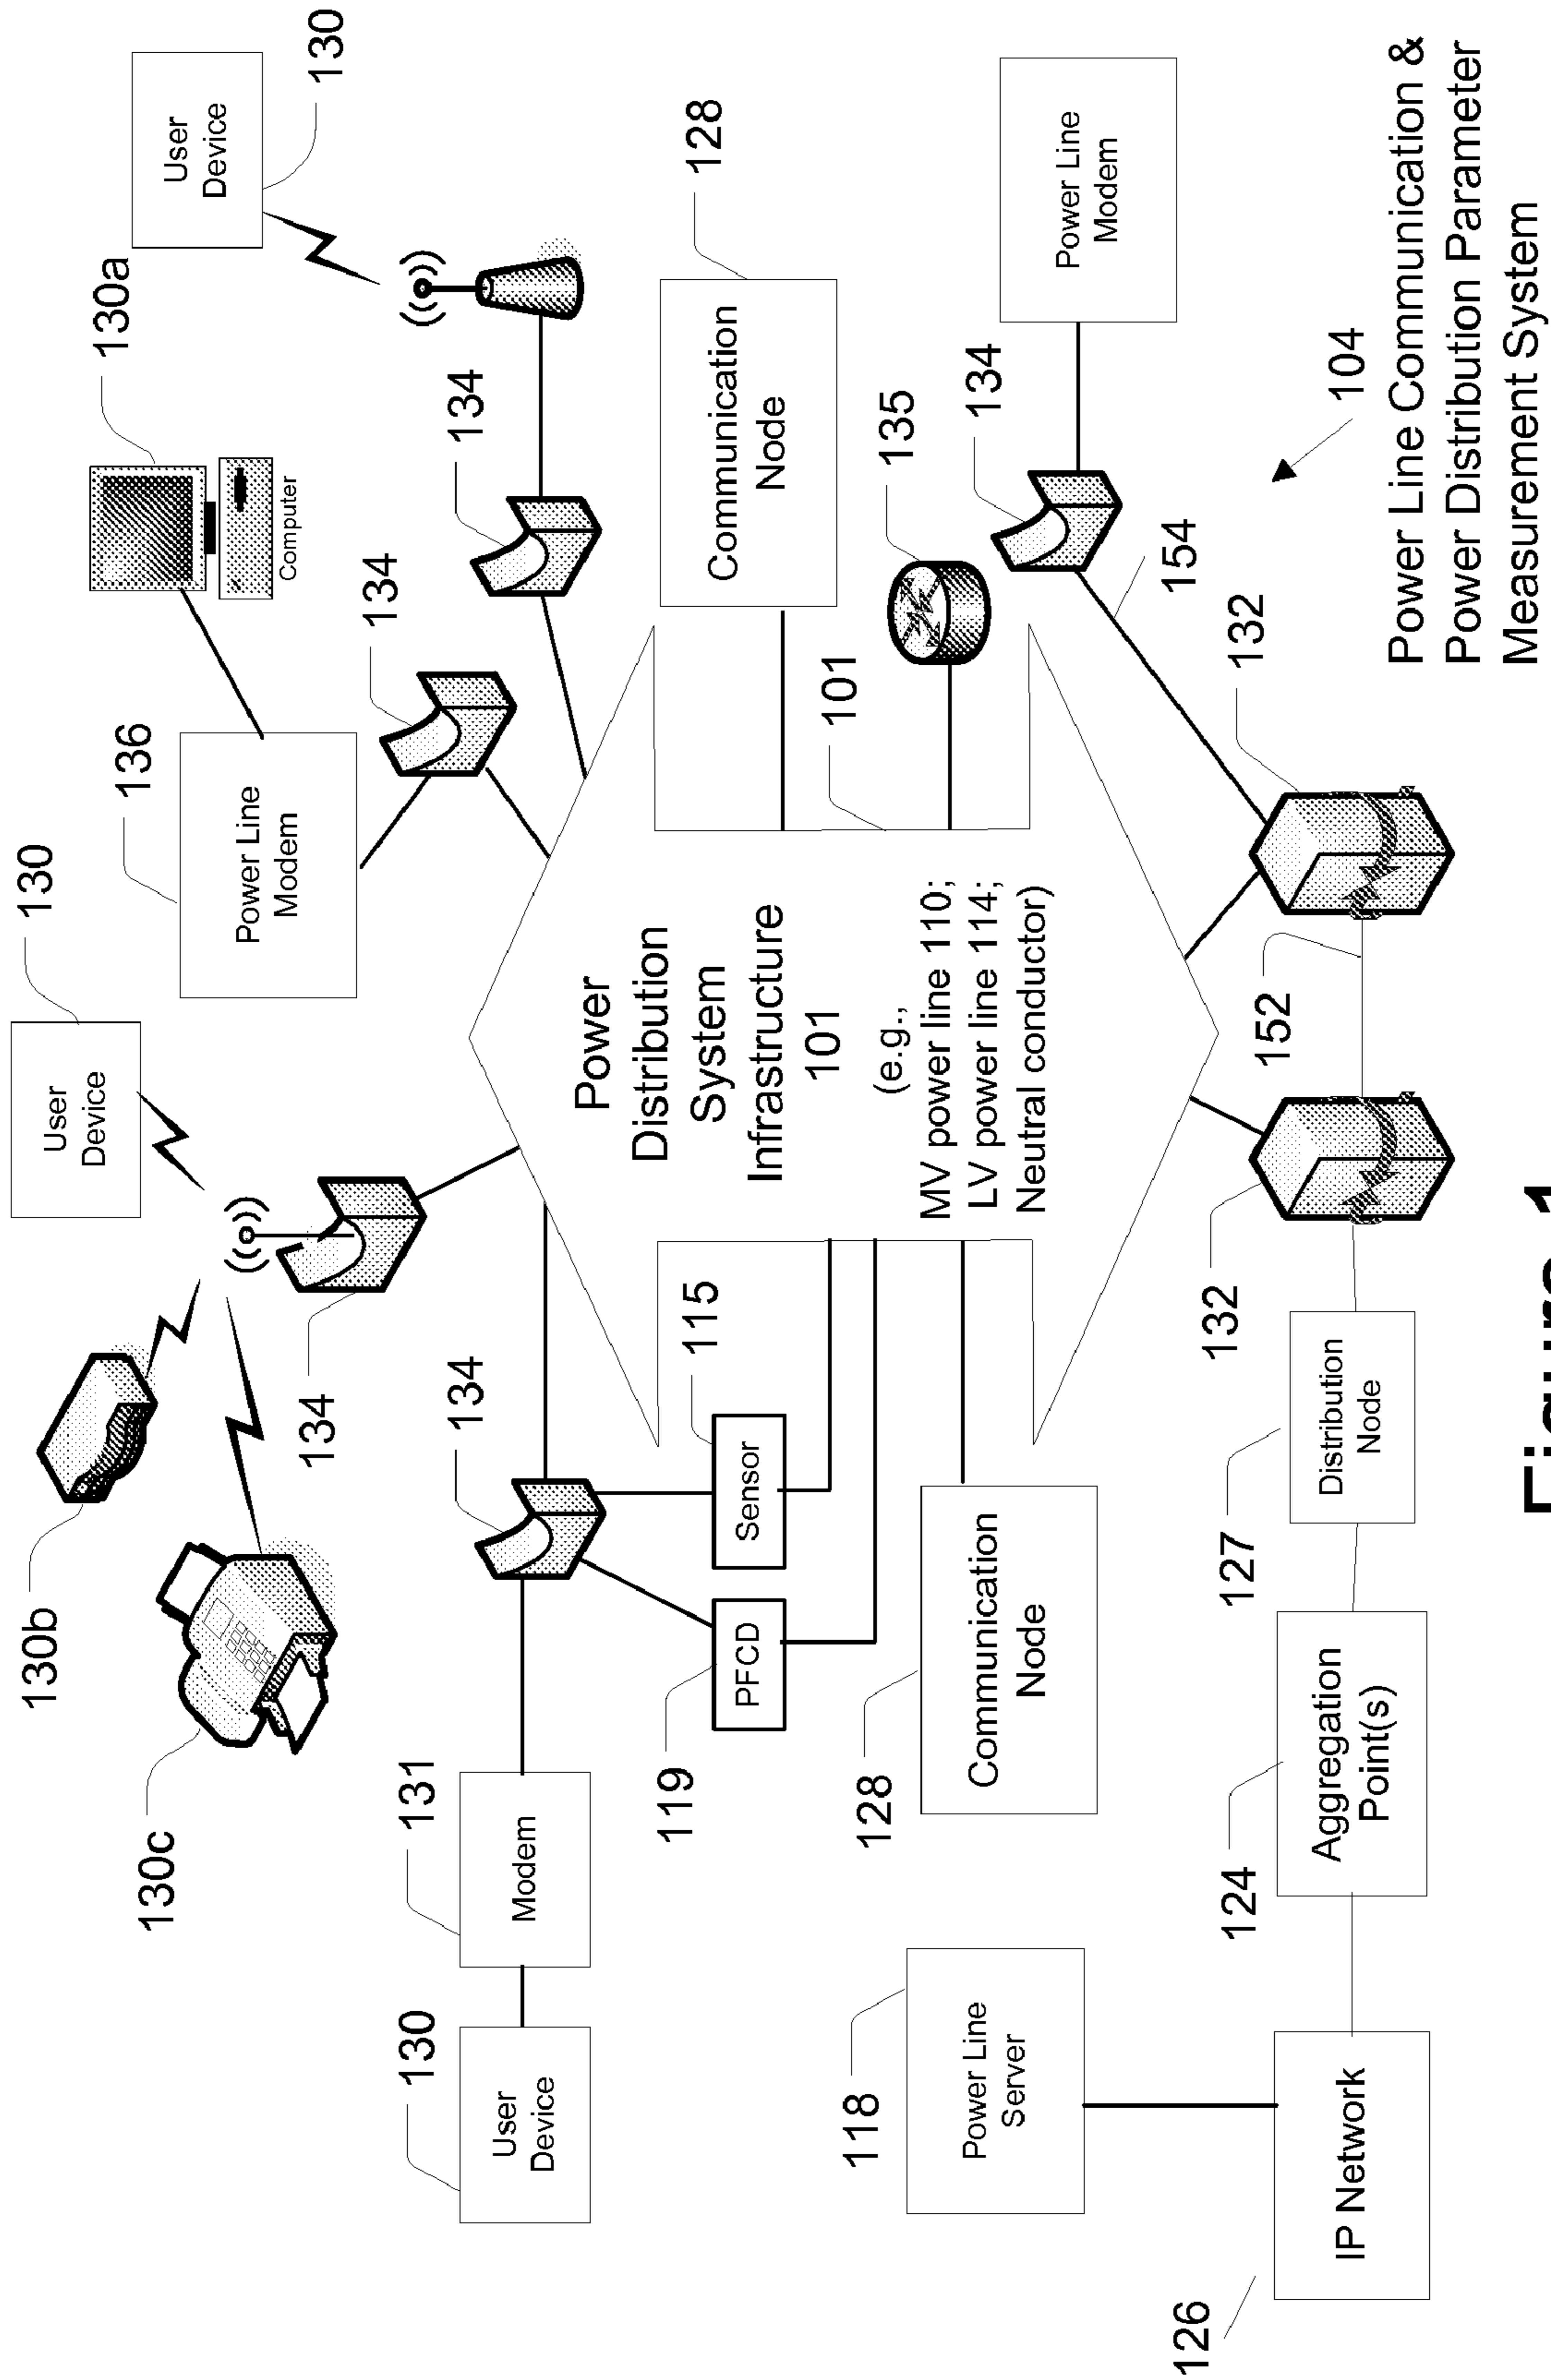 130b
130
User
Device
130c
136
130a
User
Device
130
Power Line
Modem
Computer
134
134
131
130
Modem
User
Device
134
134
119
115
PFCD
Sensor
128
Communication
Node
Power
Distribution
System
Infrastructure
101
(e.g.,
MV power line 110;
LV power line 114;
Neutral conductor)
101
135
134
118
Power Line
Server
128
Communication
Node
Power Line
Modem
154
126
IP Network
124
Aggregation
Point(s)
127
Distribution
Node
132
152
132
104
Power Line Communication &
Power Distribution Parameter
Measurement System
Figure 1